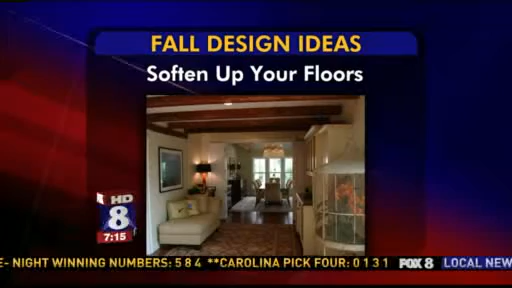 FALL DESIGN IDEAS
Soften Up Your Floors
HD
8
7:15
E- NIGHT WINNING NUMBERS: 5 8 4 **CAROLINA PICK FOUR: 0 1 3 1 FOX 8 LOCAL NEW